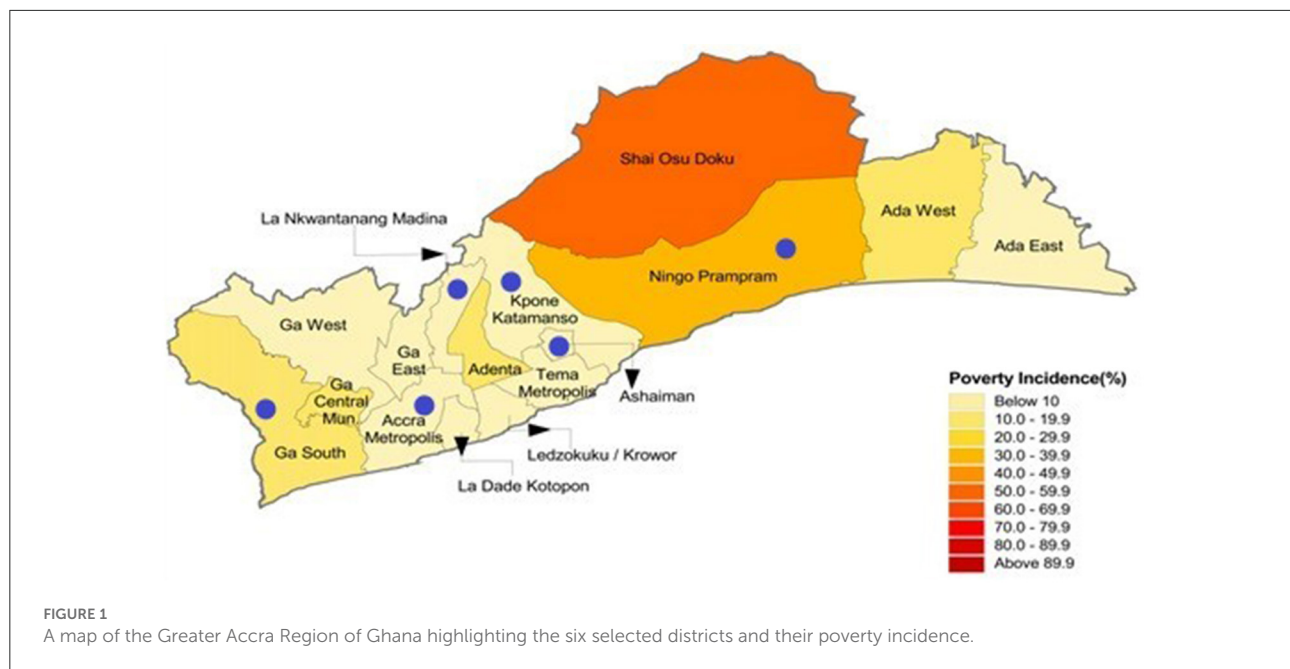 Shai Osu Doku
La Nkwantanang Madina
Ada West
Ada East
Ningo Prampram
Kpone
Katamanso
Ga West
Ga
East
Adenta
Tema
Metropolis
Ashaiman
Ga
Central
Mun.
Accra
Metropolis
Ga South
Ledzokuku / Krowor
La Dade Kotopon
Poverty Incidence(%)
Below 10
10.0 - 19.9
20.0 - 29.9
30.0 - 39.9
40.0 - 49.9
50.0 - 59.9
60.0 - 69.9
70.0 - 79.9
80.0 - 89.9
Above 89.9
FIGURE 1
A map of the Greater Accra Region of Ghana highlighting the six selected districts and their poverty incidence.